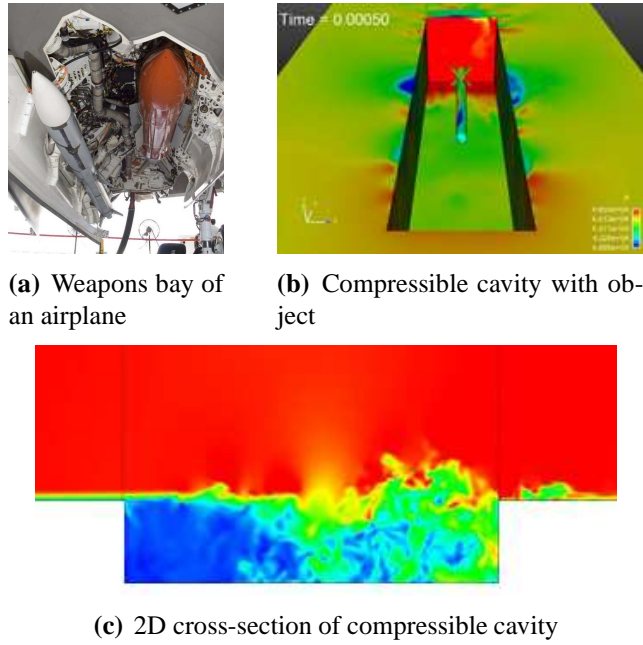 Time = 0.00050
(a) Weapons bay of
an airplane
(b) Compressible cavity with ob-
ject
(c) 2D cross-section of compressible cavity